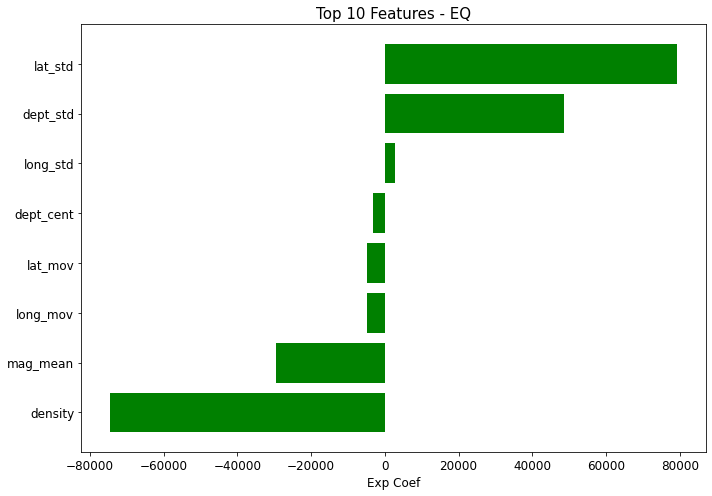 Top 10 Features - EQ
lat_std
dept_std
long_std
dept_cent
lat_mov
long_mov
mag_mean
density
−80000 −60000 −40000 −20000 0 20000 40000 60000 80000
Exp Coef